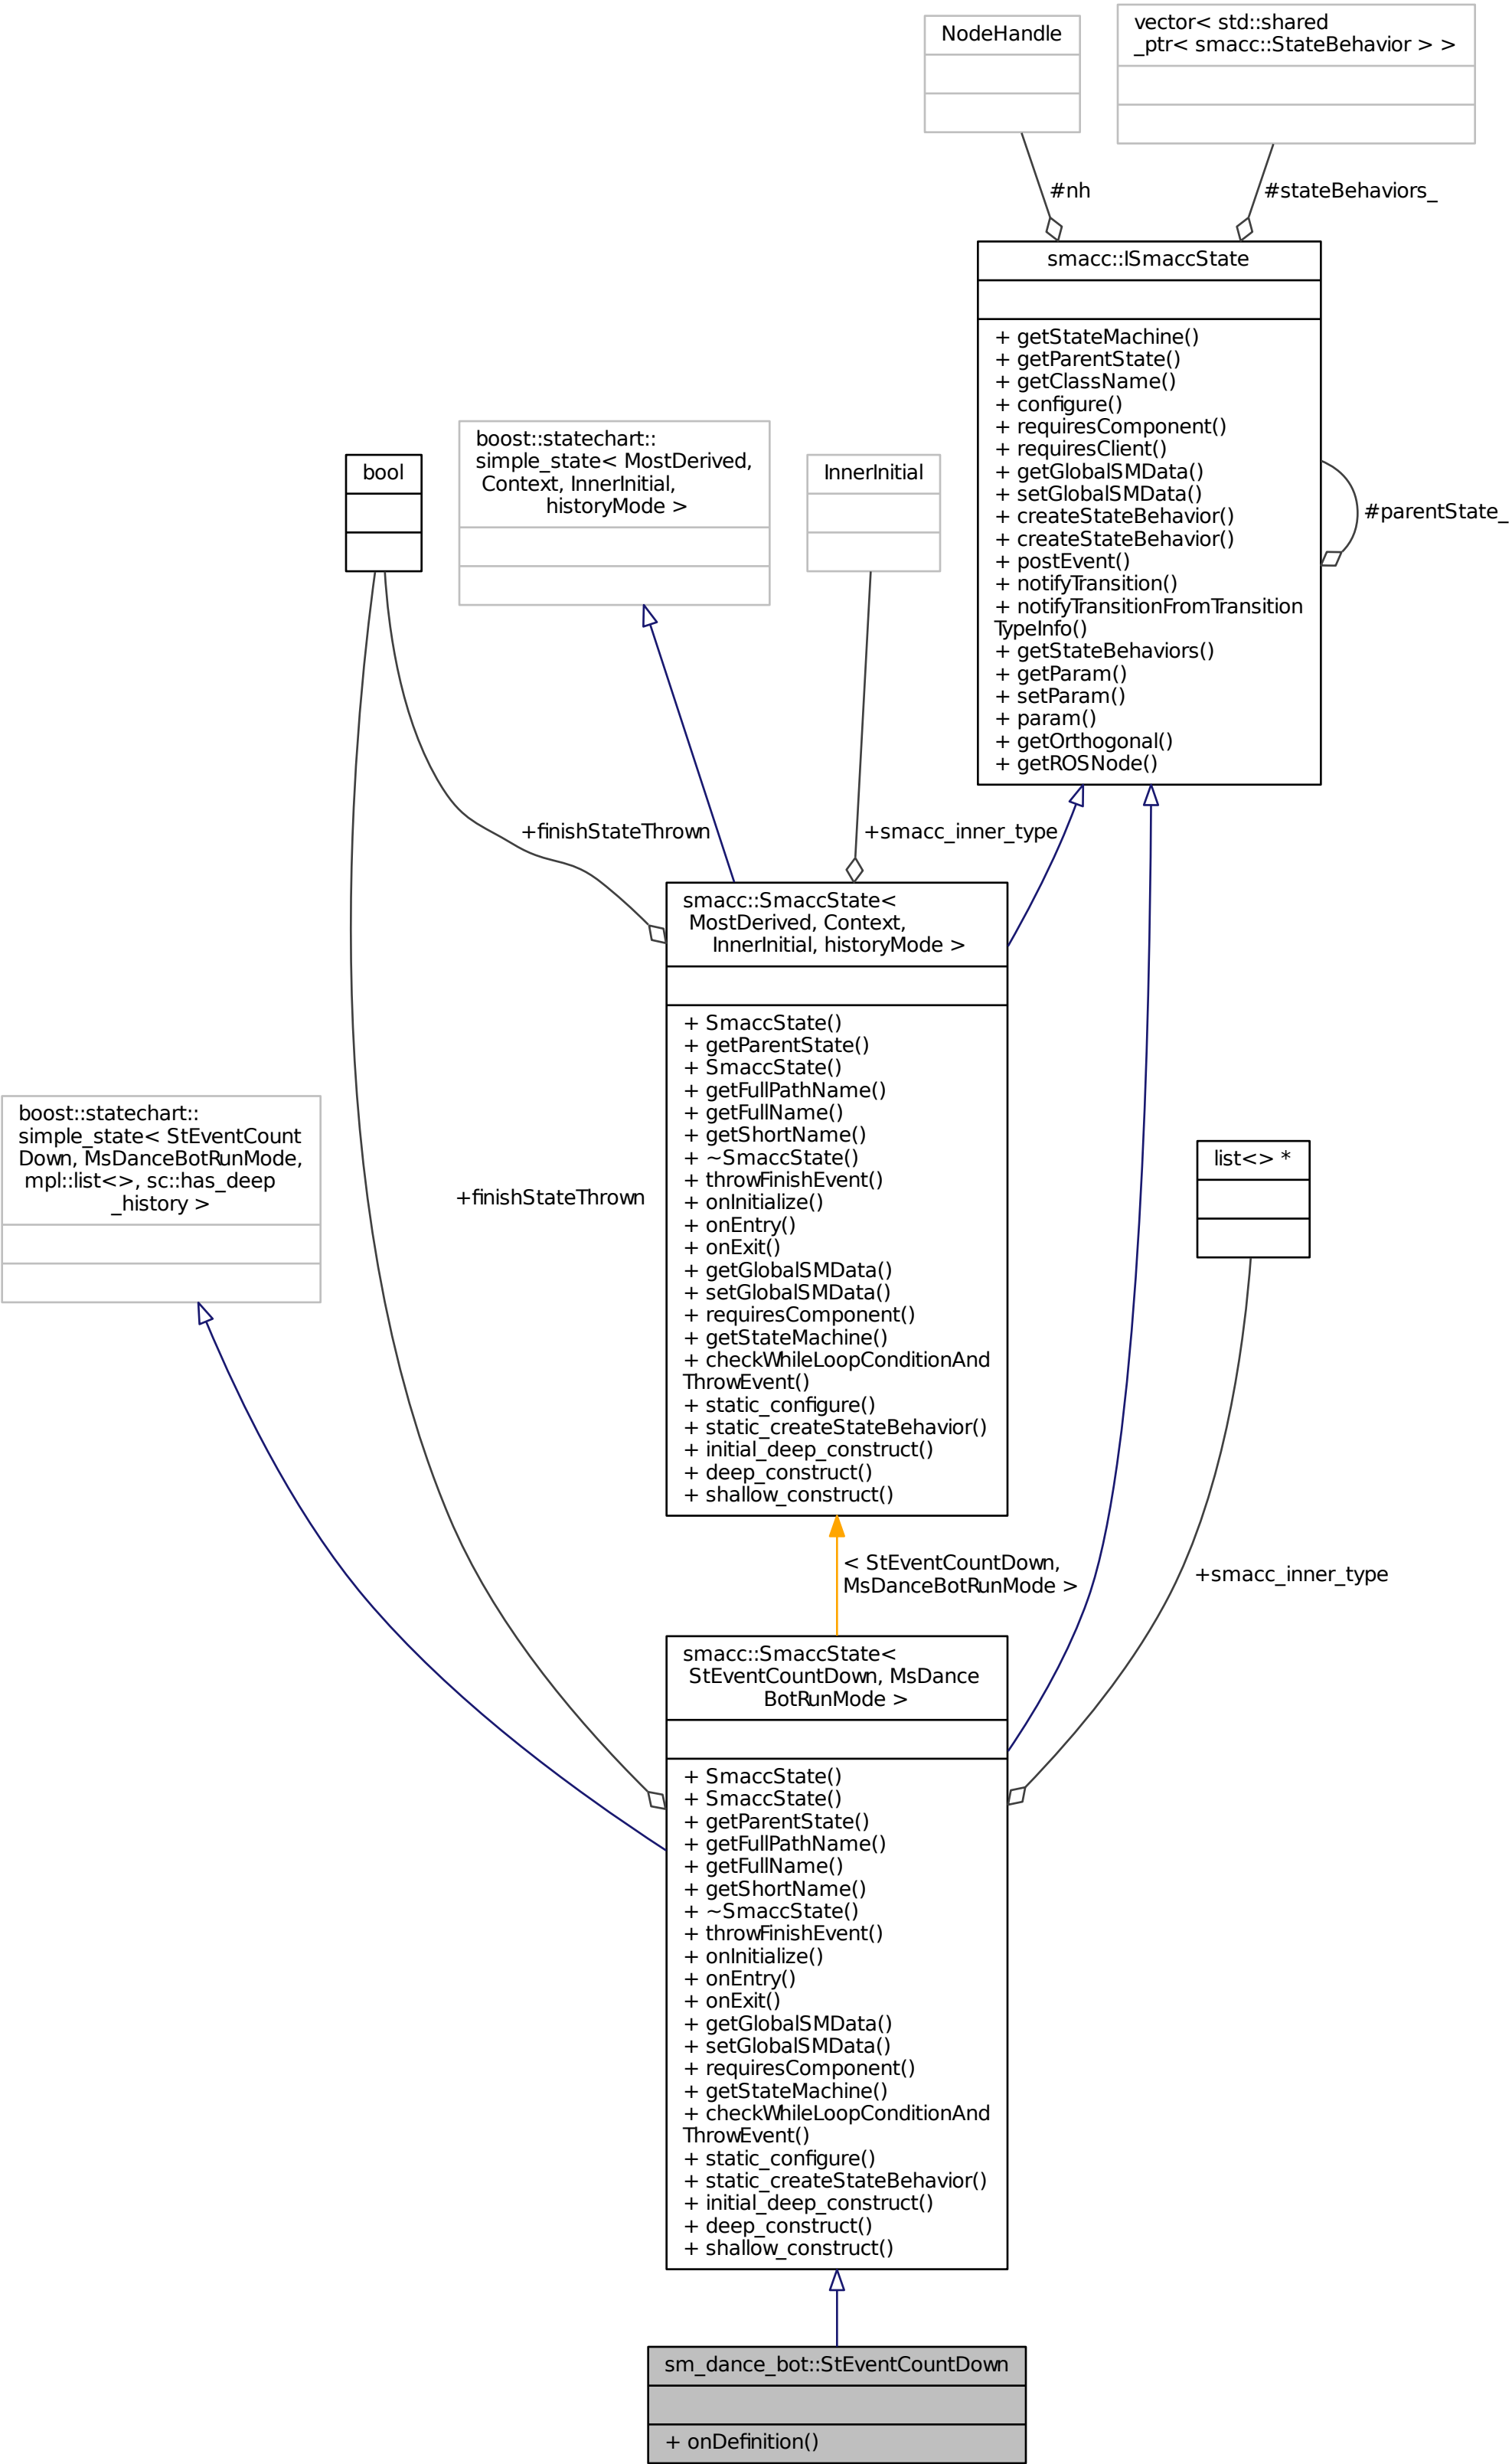 NodeHandle
vector< std::shared
_ptr< smacc::StateBehavior > >
#nh
#stateBehaviors_
smacc::ISmaccState
+ getStateMachine()
+ getParentState()
+ getClassName()
+ configure()
+ requiresComponent()
+ requiresClient()
+ getGlobalSMData()
+ setGlobalSMData()
+ createStateBehavior()
+ createStateBehavior()
+ postEvent()
+ notifyTransition()
+ notifyTransitionFromTransition
TypeInfo()
+ getStateBehaviors()
+ getParam()
+ setParam()
+ param()
+ getOrthogonal()
+ getROSNode()
#parentState_
bool
boost::statechart::
simple_state< MostDerived,
Context, InnerInitial,
historyMode >
InnerInitial
+finishStateThrown
+smacc_inner_type
smacc::SmaccState<
MostDerived, Context,
InnerInitial, historyMode >
+ SmaccState()
+ getParentState()
+ SmaccState()
+ getFullPathName()
+ getFullName()
+ getShortName()
+ ~SmaccState()
+ throwFinishEvent()
+ onInitialize()
+ onEntry()
+ onExit()
+ getGlobalSMData()
+ setGlobalSMData()
+ requiresComponent()
+ getStateMachine()
+ checkWhileLoopConditionAnd
ThrowEvent()
+ static_configure()
+ static_createStateBehavior()
+ initial_deep_construct()
+ deep_construct()
+ shallow_construct()
boost::statechart::
simple_state< StEventCount
Down, MsDanceBotRunMode,
mpl::list<>, sc::has_deep
_history >
+finishStateThrown
list<> *
< StEventCountDown,
MsDanceBotRunMode >
+smacc_inner_type
smacc::SmaccState<
StEventCountDown, MsDance
BotRunMode >
+ SmaccState()
+ SmaccState()
+ getParentState()
+ getFullPathName()
+ getFullName()
+ getShortName()
+ ~SmaccState()
+ throwFinishEvent()
+ onInitialize()
+ onEntry()
+ onExit()
+ getGlobalSMData()
+ setGlobalSMData()
+ requiresComponent()
+ getStateMachine()
+ checkWhileLoopConditionAnd
ThrowEvent()
+ static_configure()
+ static_createStateBehavior()
+ initial_deep_construct()
+ deep_construct()
+ shallow_construct()
sm_dance_bot::StEventCountDown
+ onDefinition()